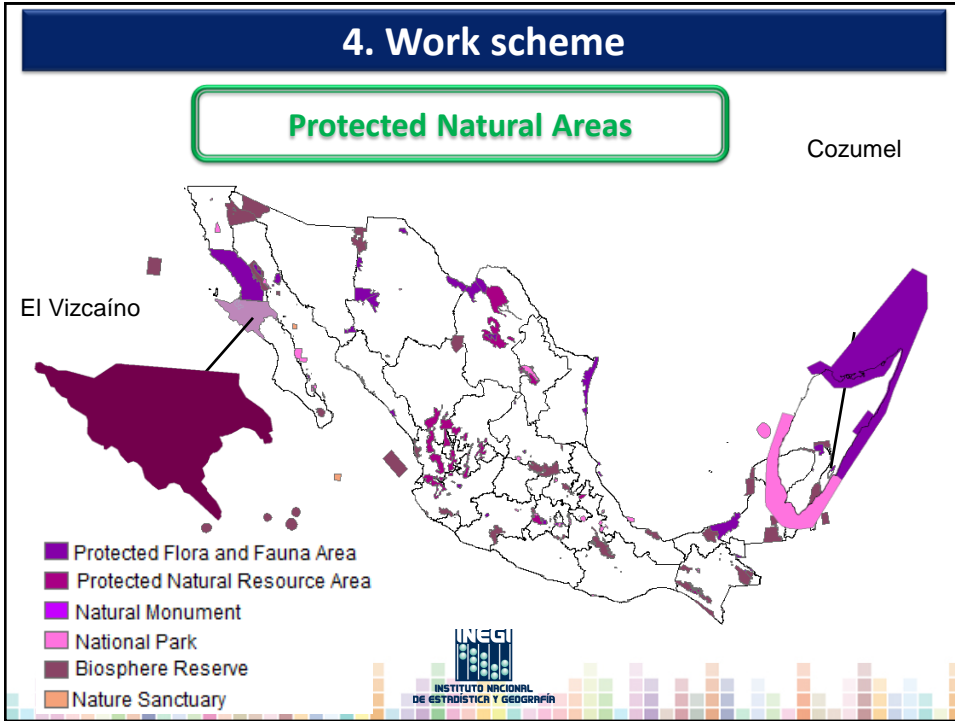 4. Work scheme
Protected Natural Areas
Cozumel
El Vizcaíno
Protected Flora and Fauna Area
Protected Natural Resource Area
Natural Monument
National Park
Biosphere Reserve
Nature Sanctuary
INEGI
INSTITUTO NACIONAL
DE ESTADÍSTICA Y GEOGRAFÍA